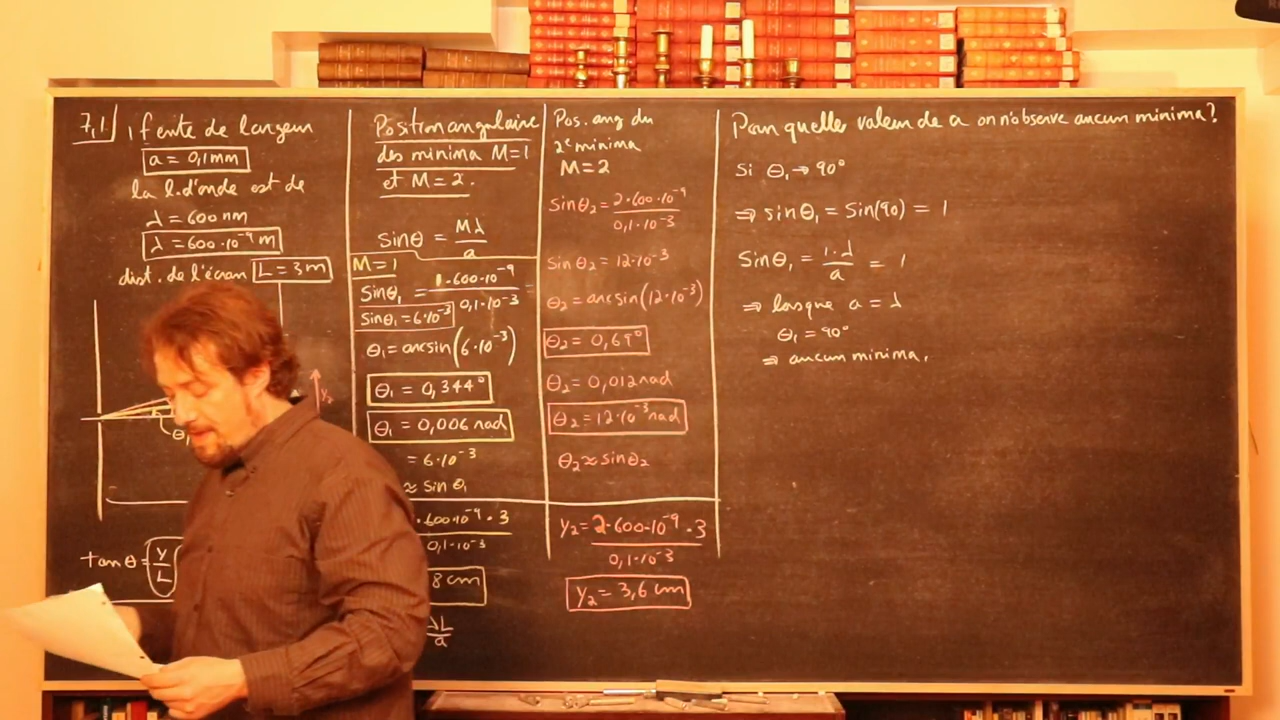 7,1 , fente de largeur
a = 0,1 mm
la l. d'onde est de
λ = 600 nm
λ = 600·10⁻⁹ m
dist. de l'écran L = 3 m
y₂
θ₁
tan θ = y/L
Position angulaire
des minima M=1
et M=2.
sin θ = Mλ/a
M=1
sin θ₁ = 1·600·10⁻⁹/0,1·10⁻³ =
sin θ₁ = 6·10⁻³
θ₁ = arcsin(6·10⁻³)
θ₁ = 0,344°
θ₁ = 0,006 rad
= 6·10⁻³
≈ sin θ₁
·600·10⁻⁹·3/0,1·10⁻³
8 cm
λL/a
Pos. ang du
2ᵉ minima
M=2
sin θ₂ = 2·600·10⁻⁹/0,1·10⁻³
sin θ₂ = 12·10⁻³
θ₂ = arcsin(12·10⁻³)
θ₂ = 0,69°
θ₂ = 0,012 rad
θ₂ = 12·10⁻³ rad
θ₂ ≈ sin θ₂
y₂ = 2·600·10⁻⁹·3/0,1·10⁻³
y₂ = 3,6 cm
Pour quelle valeur de a on n'observe aucun minima?
Si θ₁ → 90°
⇒ sin θ₁ = sin(90) = 1
sin θ₁ = 1·λ/a = 1
⇒ lorsque a = λ
θ₁ = 90°
⇒ aucun minima.